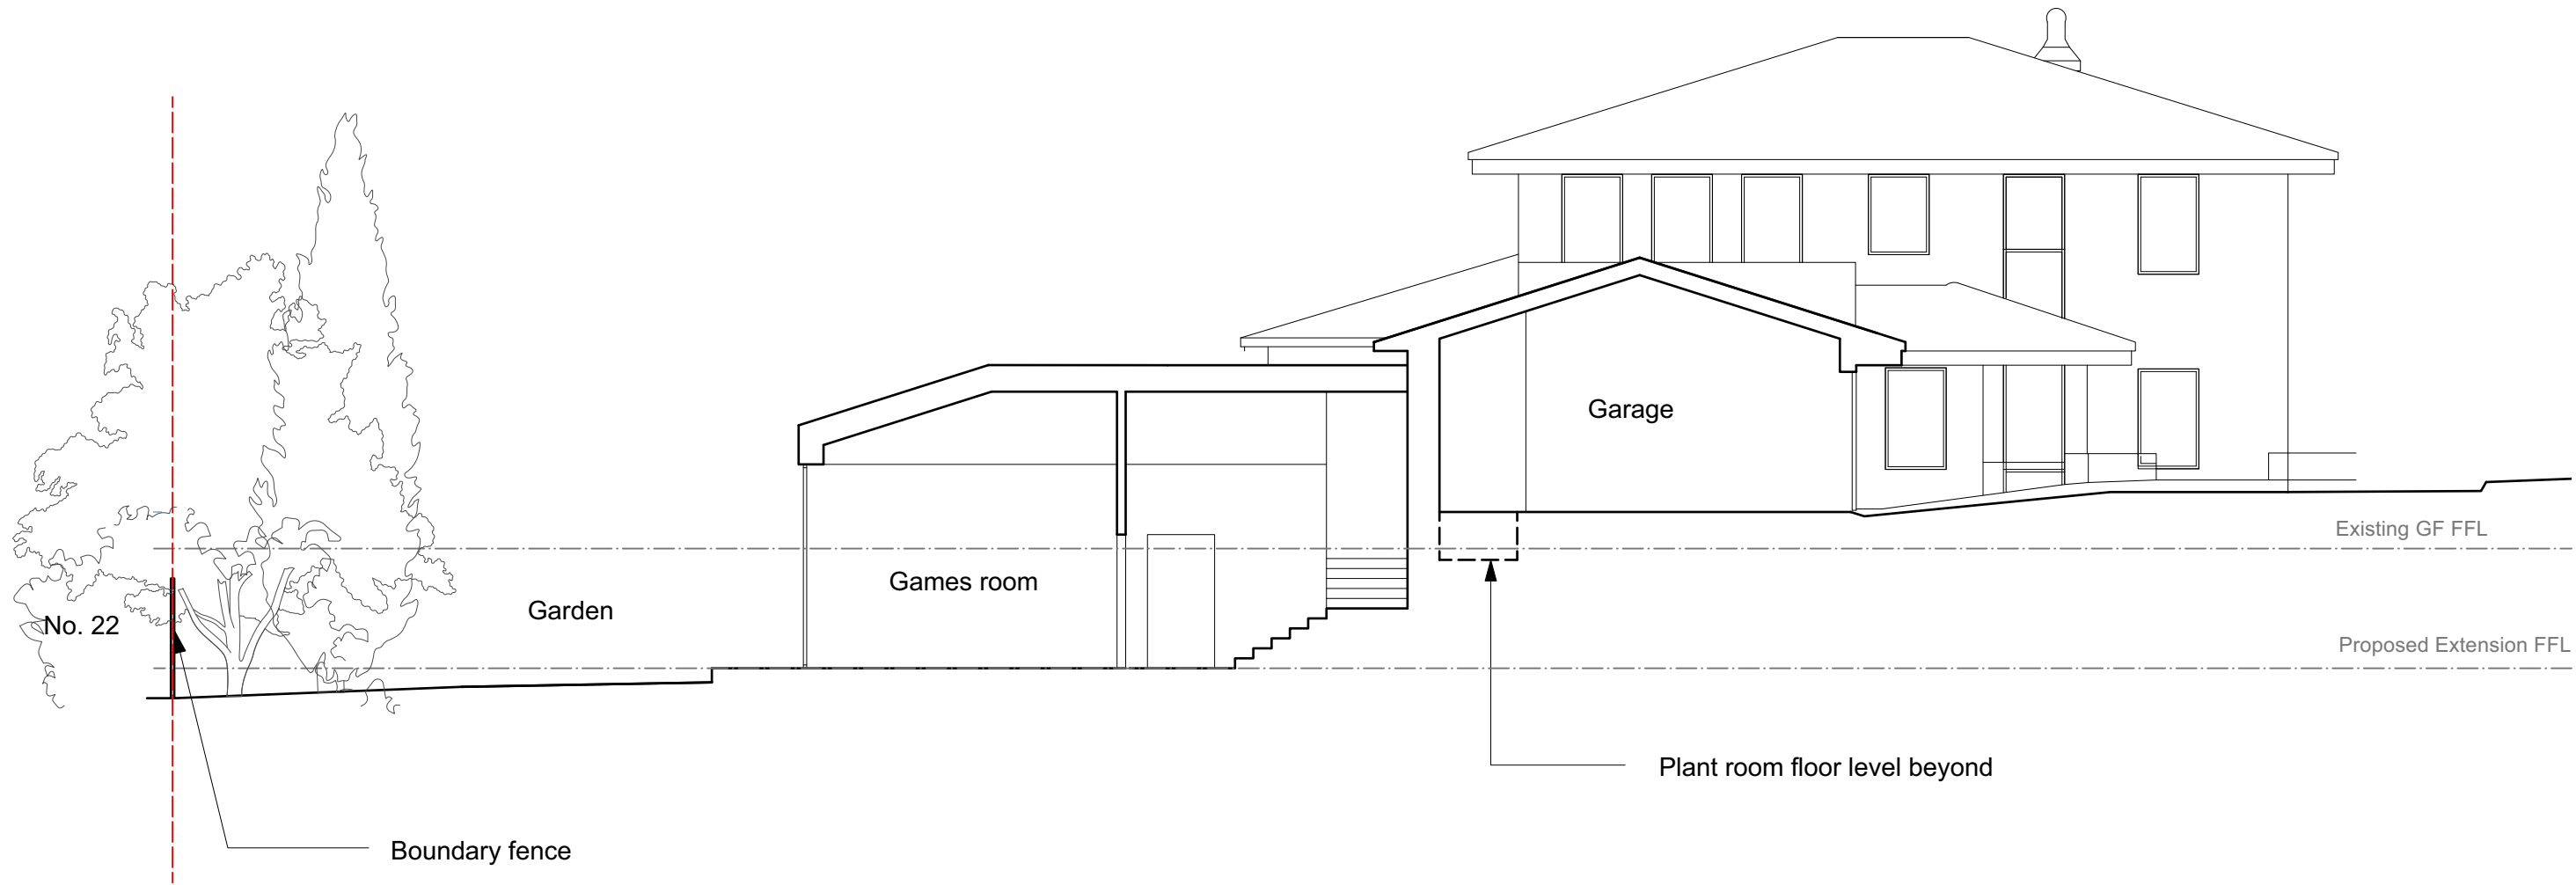 Garage
Existing GF FFL
Games room
Garden
No. 22
Proposed Extension FFL
Plant room floor level beyond
Boundary fence